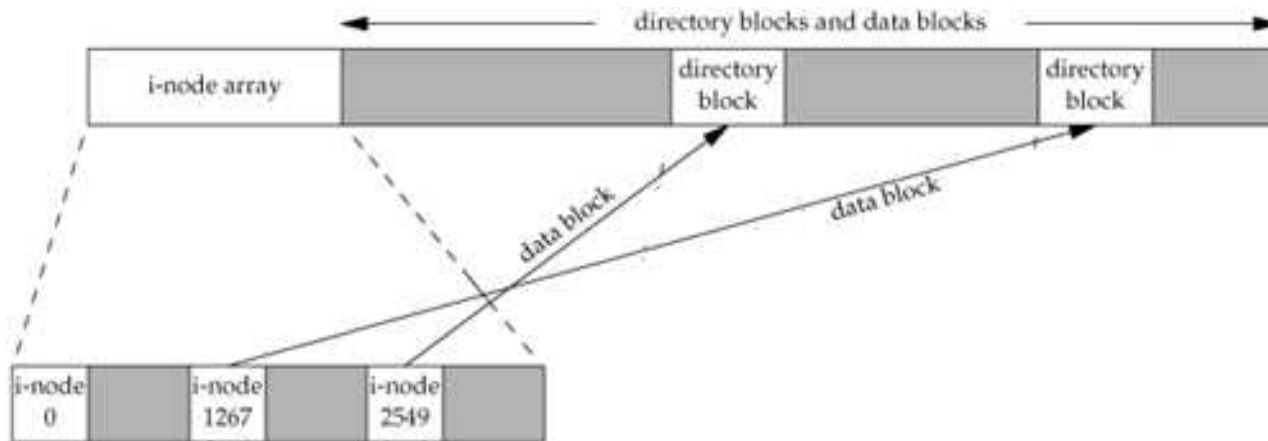 directory blocks and data blocks
i-node array
directory
block
directory
block
data block
data block
i-node
0
i-node
1267
i-node
2549